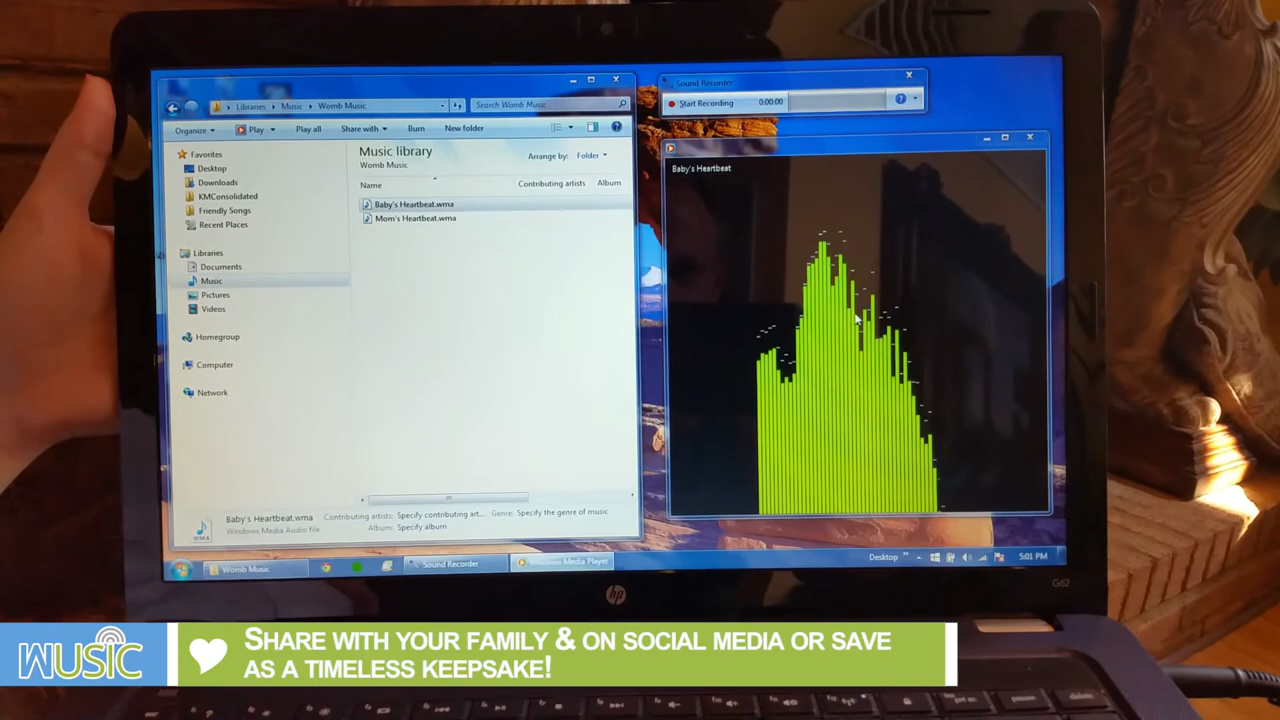 Libraries Music Womb Music
Search Womb Music
Organize Play Play all Share with Burn New folder
Favorites
Desktop
Downloads
KMConsolidated
Friendly Songs
Recent Places
Libraries
Documents
Music
Pictures
Videos
Homegroup
Computer
Network
Music library
Womb Music
Arrange by: Folder
Name Contributing artists Album
Baby's Heartbeat.wma
Mom's Heartbeat.wma
Baby's Heartbeat.wma
Windows Media Audio file
Contributing artists: Specify contributing art... Genre: Specify the genre of music
Album: Specify album
WMA
Sound Recorder
Start Recording 0:00:00
Baby's Heartbeat
Womb Music
Sound Recorder
Windows Media Player
Desktop
5:01 PM
hp
G62
WUSIC
SHARE WITH YOUR FAMILY & ON SOCIAL MEDIA OR SAVE
AS A TIMELESS KEEPSAKE!